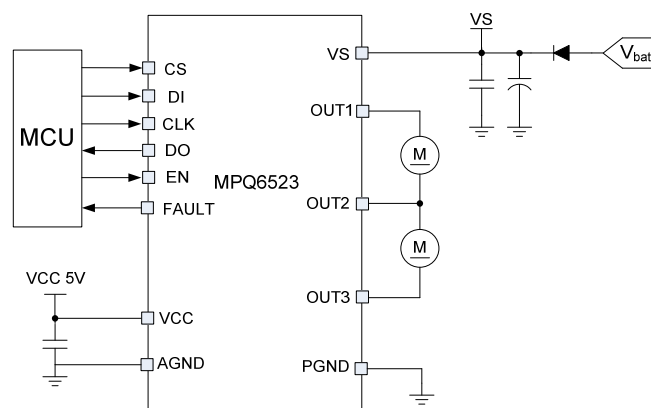 VS
VS
V_bat
CS
DI
CLK
DO
EN
FAULT
MCU
MPQ6523
OUT1
M
OUT2
M
OUT3
VCC 5V
VCC
AGND
PGND